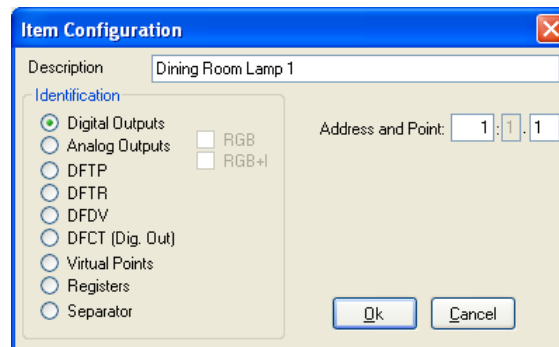 Item Configuration
Description Dining Room Lamp 1
Identification
Digital Outputs
Analog Outputs
DFTP
DFTR
DFDV
DFCT (Dig. Out)
Virtual Points
Registers
Separator
RGB
RGB+I
Address and Point: 1 : 1 . 1
Ok Cancel